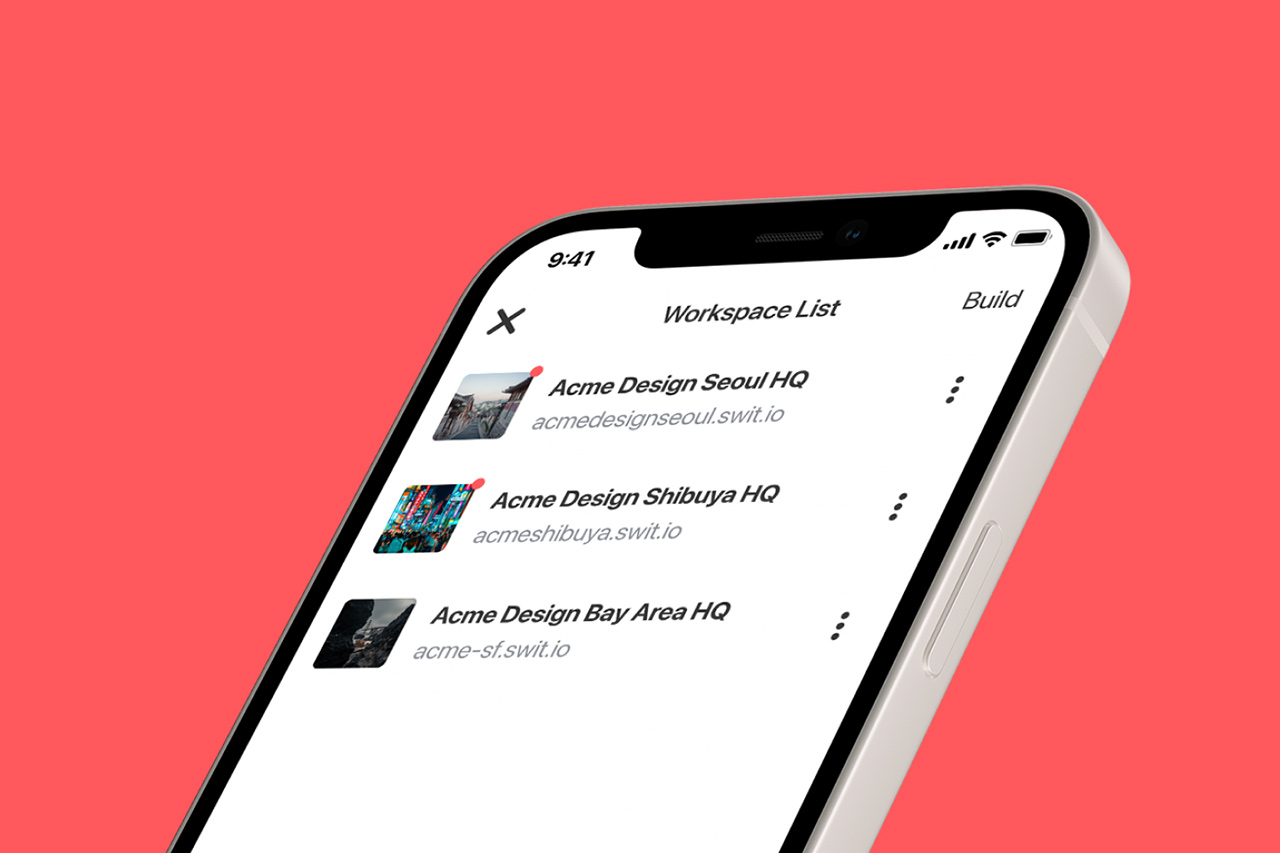 9:41
Workspace List
Build
Acme Design Seoul HQ
acmedesignseoul.swit.io
Acme Design Shibuya HQ
acmeshibuya.swit.io
Acme Design Bay Area HQ
acme-sf.swit.io